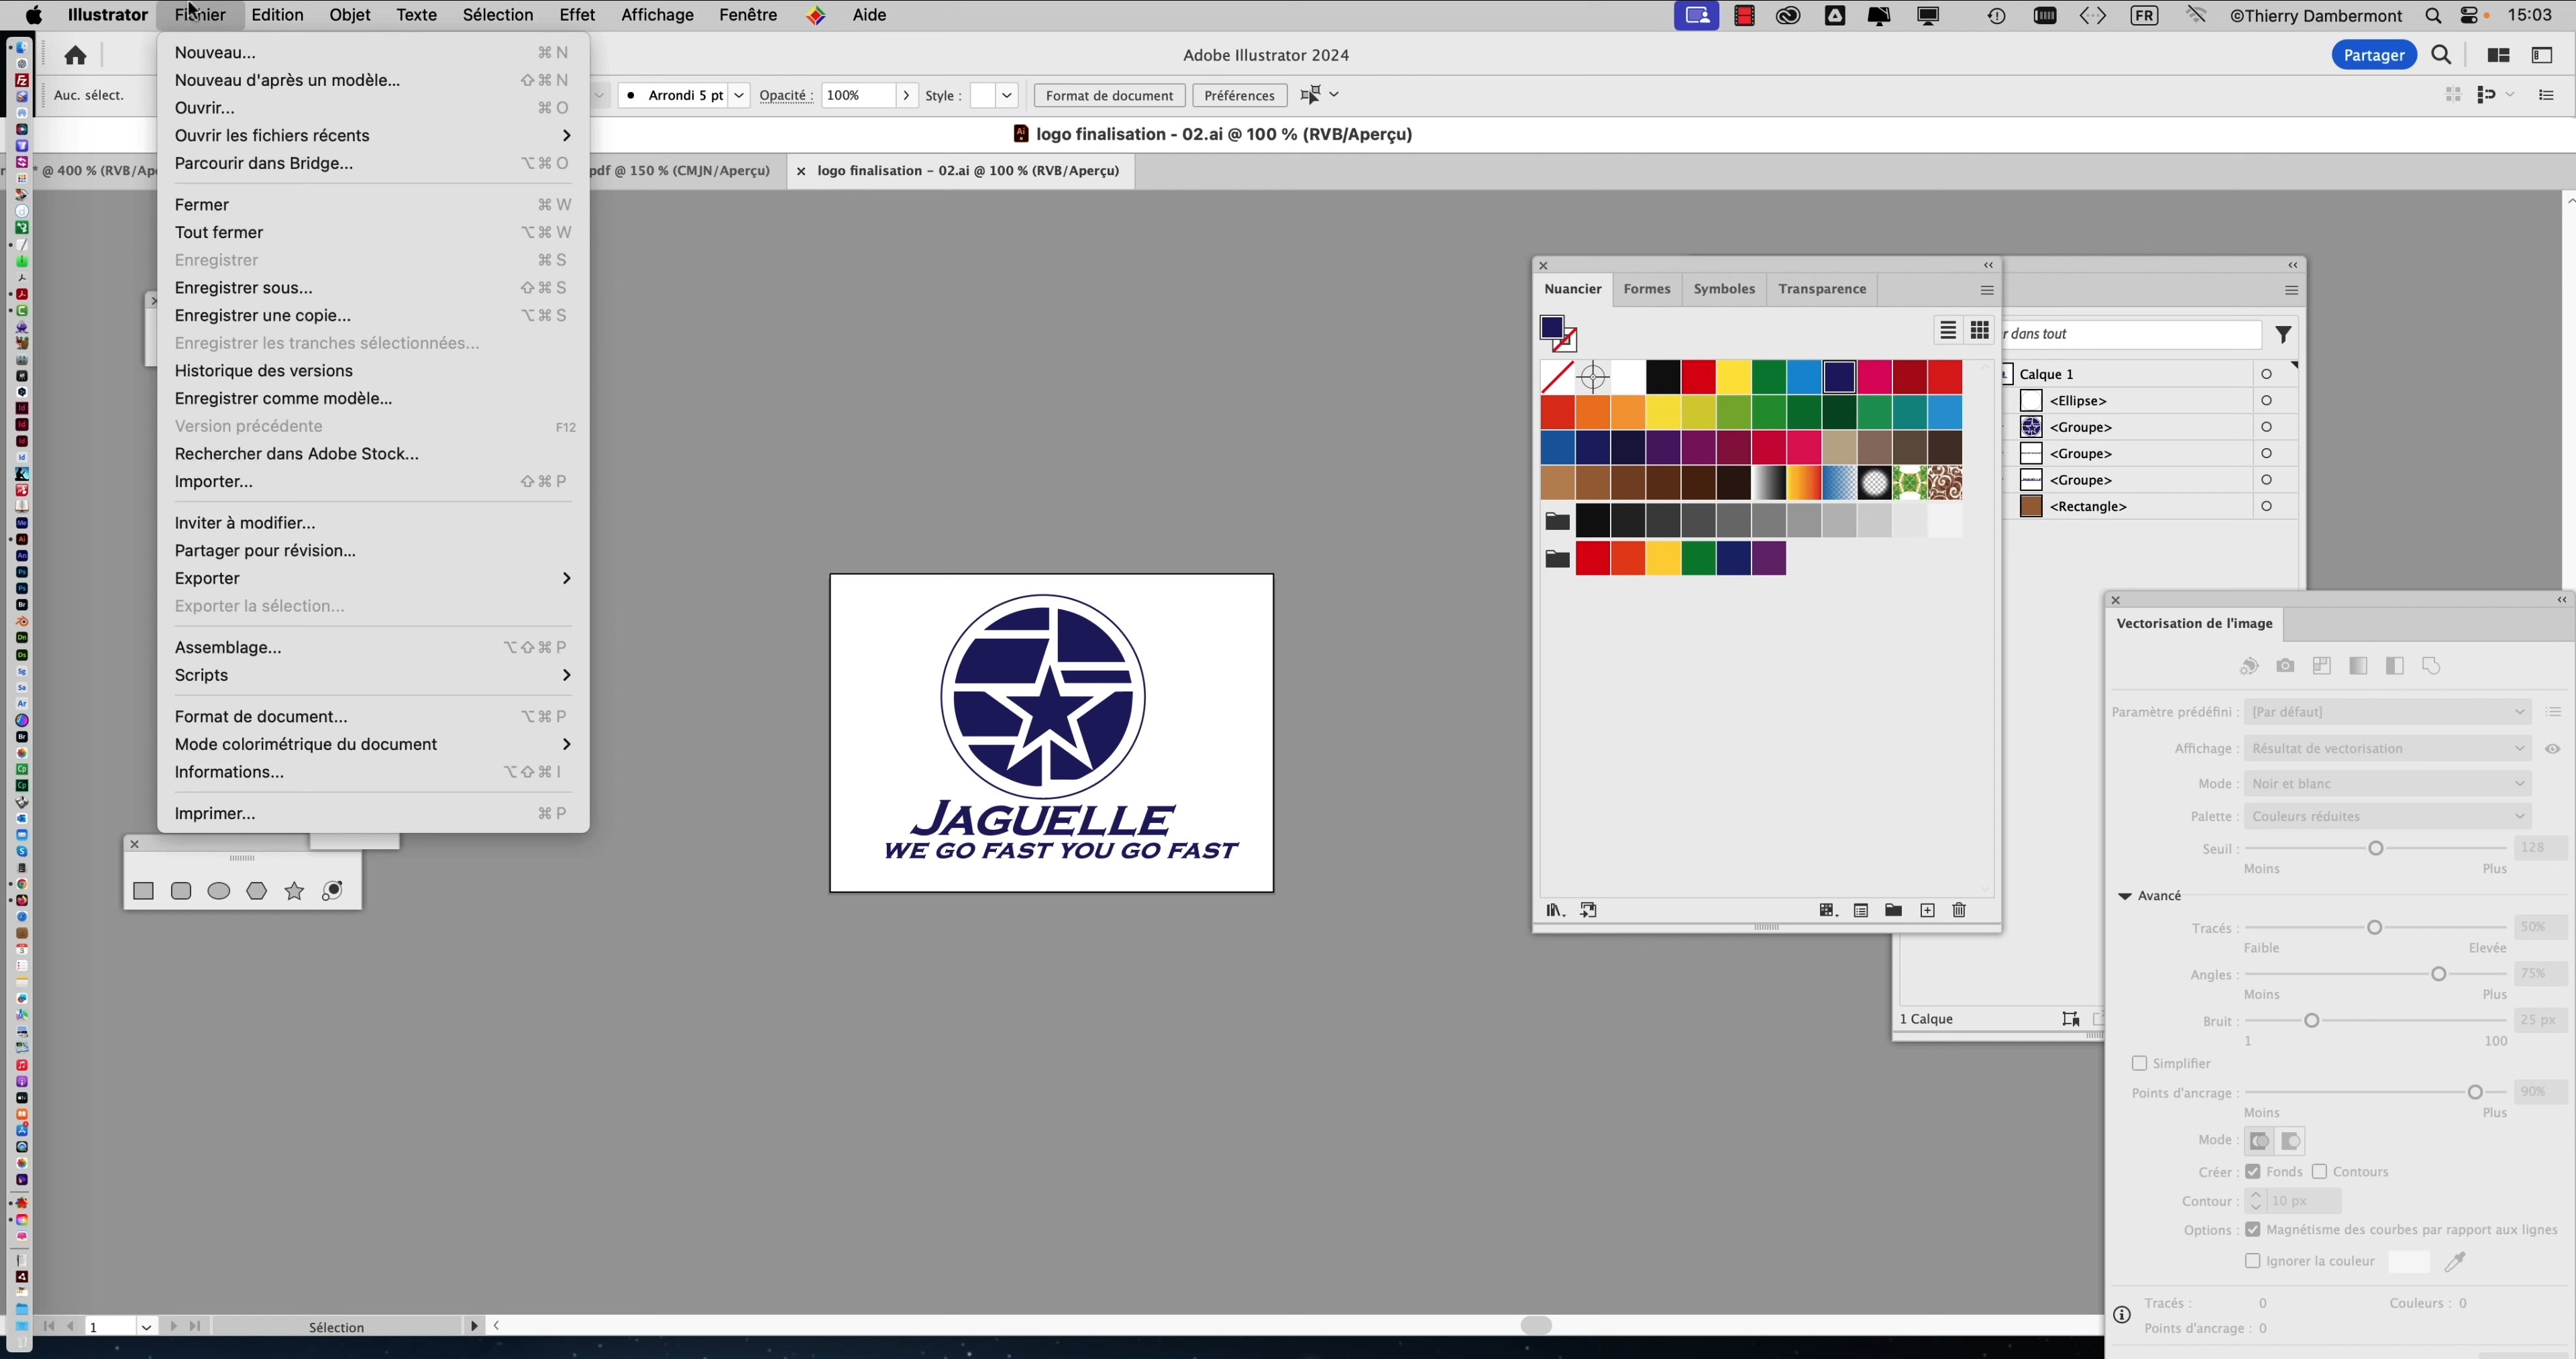 Illustrator Fichier Edition Objet Texte Sélection Effet Affichage Fenêtre Aide
FR ©Thierry Dambermont 15:03
Adobe Illustrator 2024
Partager
Auc. sélect.
Arrondi 5 pt Opacité : 100% Style : Format de document Préférences
logo finalisation - 02.ai @ 100 % (RVB/Aperçu)
* @ 400 % (RVB/Ape
pdf @ 150 % (CMJN/Aperçu) × logo finalisation - 02.ai @ 100 % (RVB/Aperçu)
Nouveau... ⌘ N
Nouveau d'après un modèle... ⇧ ⌘ N
Ouvrir... ⌘ O
Ouvrir les fichiers récents
Parcourir dans Bridge... ⌥ ⌘ O
Fermer ⌘ W
Tout fermer ⌥ ⌘ W
Enregistrer ⌘ S
Enregistrer sous... ⇧ ⌘ S
Enregistrer une copie... ⌥ ⌘ S
Enregistrer les tranches sélectionnées...
Historique des versions
Enregistrer comme modèle...
Version précédente F12
Rechercher dans Adobe Stock...
Importer... ⇧ ⌘ P
Inviter à modifier...
Partager pour révision...
Exporter
Exporter la sélection...
Assemblage... ⌥ ⇧ ⌘ P
Scripts
Format de document... ⌥ ⌘ P
Mode colorimétrique du document
Informations... ⌥ ⇧ ⌘ I
Imprimer... ⌘ P
JAGUELLE
WE GO FAST YOU GO FAST
Nuancier Formes Symboles Transparence
r dans tout
Calque 1
<Ellipse>
<Groupe>
<Groupe>
<Groupe>
<Rectangle>
1 Calque
Vectorisation de l'image
Paramètre prédéfini : [Par défaut]
Affichage : Résultat de vectorisation
Mode : Noir et blanc
Palette : Couleurs réduites
Seuil : 128
Moins Plus
Avancé
Tracés : 50%
Faible Elevée
Angles : 75%
Moins Plus
Bruit : 25 px
1 100
Simplifier
Points d'ancrage : 90%
Moins Plus
Mode :
Créer : Fonds Contours
Contour : 10 px
Options : Magnétisme des courbes par rapport aux lignes
Ignorer la couleur
Tracés : 0 Couleurs : 0
Points d'ancrage : 0
1 Sélection